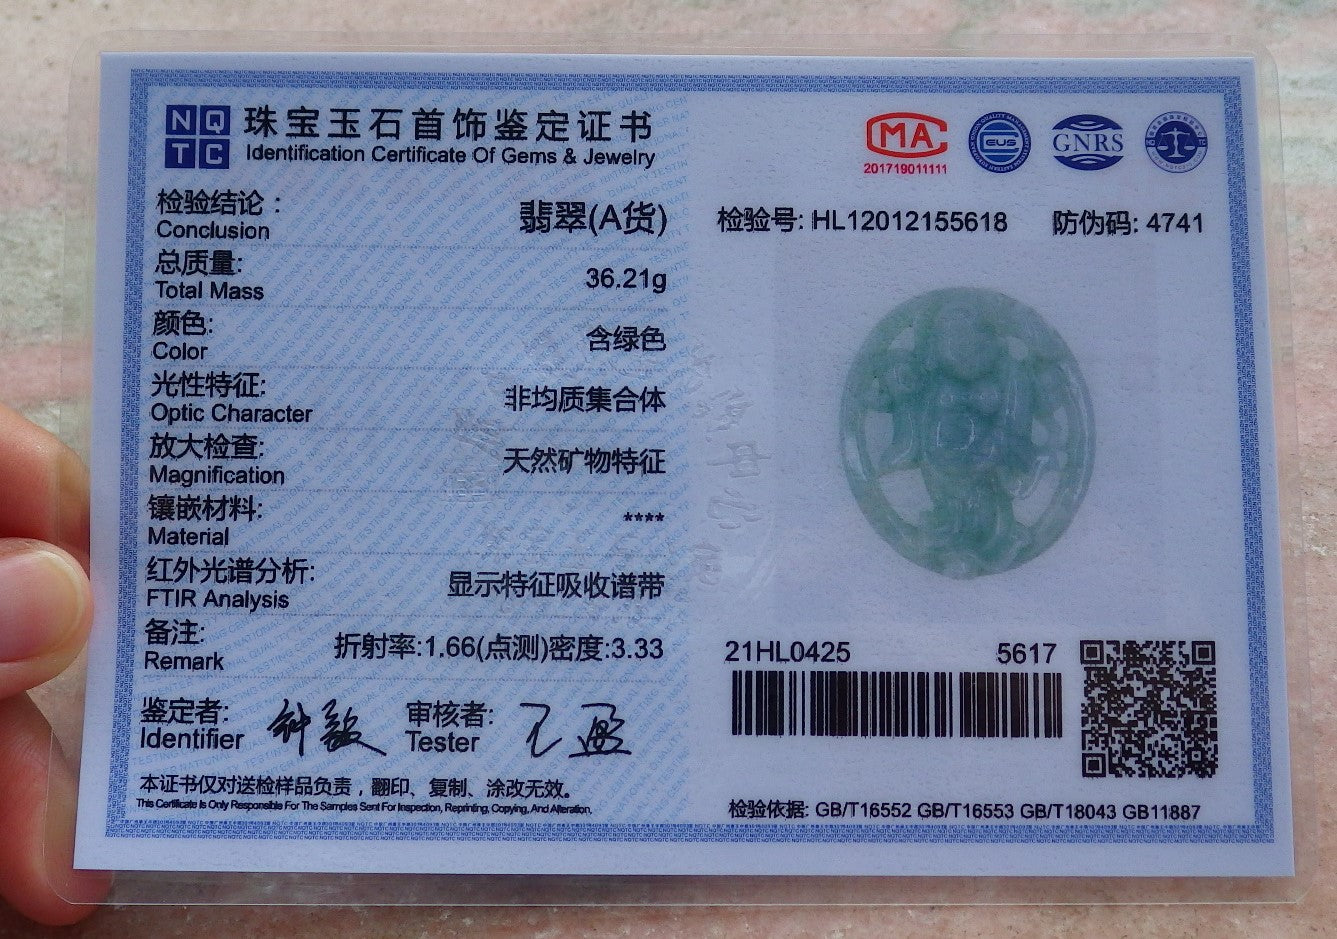 NQTC
珠宝玉石首饰鉴定证书
Identification Certificate Of Gems & Jewelry
检验结论： 翡翠(A货)
Conclusion
总质量: 36.21g
Total Mass
颜色: 含绿色
Color
光性特征: 非均质集合体
Optic Character
放大检查: 天然矿物特征
Magnification
镶嵌材料: ****
Material
红外光谱分析: 显示特征吸收谱带
FTIR Analysis
备注: 折射率:1.66(点测)密度:3.33
Remark
鉴定者:
Identifier
审核者:
Tester
本证书仅对送检样品负责，翻印、复制、涂改无效。
This Certificate Is Only Responsible For The Samples Sent For Inspection, Reprinting, Copying, And Alteration.
MA
201719011111
EUS
GNRS
检验号: HL12012155618 防伪码: 4741
21HL0425 5617
检验依据: GB/T16552 GB/T16553 GB/T18043 GB11887